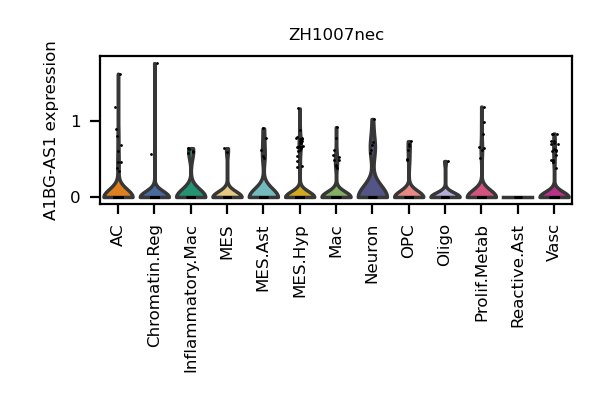 ZH1007nec
A1BG-AS1 expression
1
0
AC
Chromatin.Reg
Inflammatory.Mac
MES
MES.Ast
MES.Hyp
Mac
Neuron
OPC
Oligo
Prolif.Metab
Reactive.Ast
Vasc